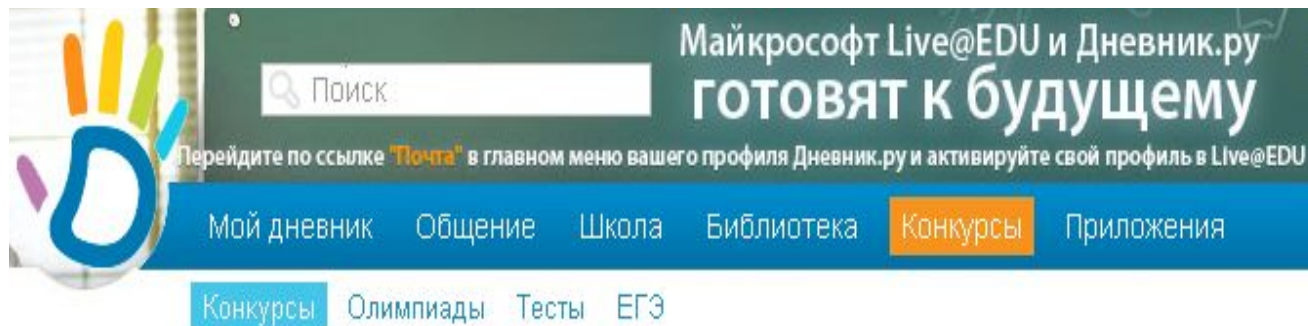 Майкрософт Live@EDU и Дневник.ру
Поиск
готовят к будущему
Перейдите по ссылке "Почта" в главном меню вашего профиля Дневник.ру и активируйте свой профиль в Live@EDU
Мой дневник Общение Школа Библиотека Конкурсы Приложения
Конкурсы Олимпиады Тесты ЕГЭ